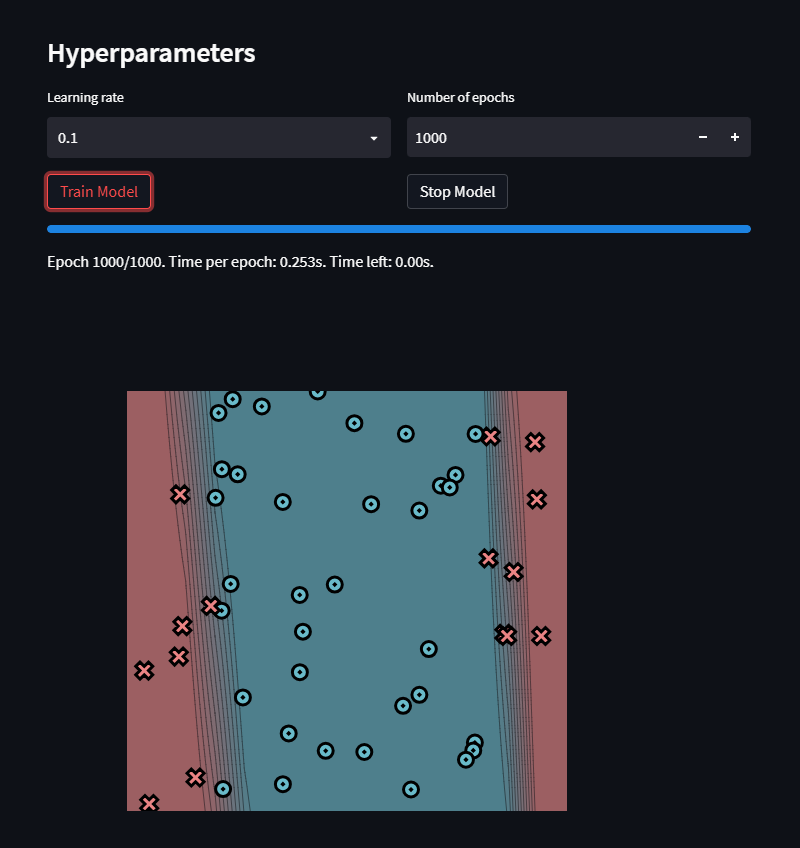 Hyperparameters
Learning rate
Number of epochs
0.1
1000
Train Model
Stop Model
Epoch 1000/1000. Time per epoch: 0.253s. Time left: 0.00s.